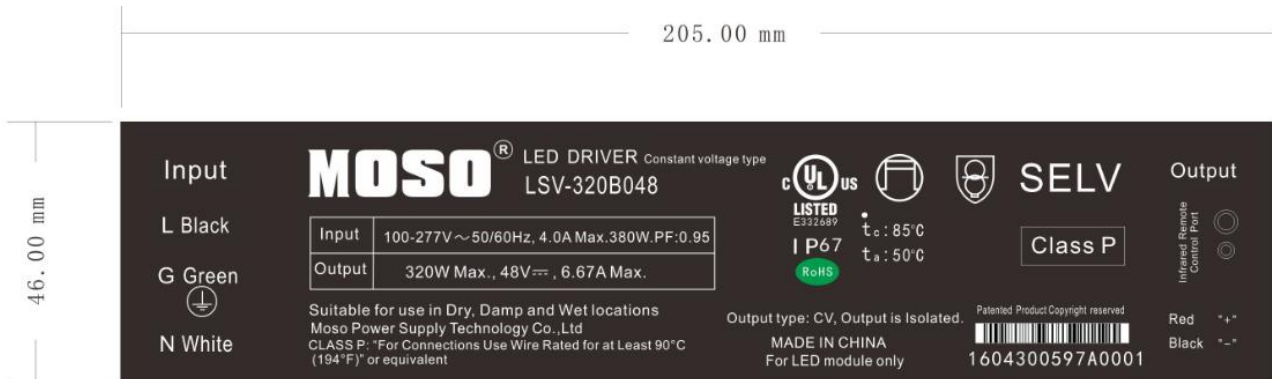 205.00 mm
46.00 mm
Input
L Black
G Green
N White
MOSO®
LED DRIVER Constant voltage type
LSV-320B048
Input 100-277V～50/60Hz, 4.0A Max.380W.PF:0.95
Output 320W Max., 48V⎓, 6.67A Max.
Suitable for use in Dry, Damp and Wet locations
Moso Power Supply Technology Co.,Ltd
CLASS P: "For Connections Use Wire Rated for at Least 90°C
(194°F)" or equivalent
C UL US
LISTED
E332689
IP67
RoHS
tc:85°C
ta:50°C
SELV
Class P
Output type: CV, Output is Isolated.
MADE IN CHINA
For LED module only
Patented Product Copyright reserved
1604300597A0001
Output
Infrared Remote
Control Port
Red "+"
Black "-"